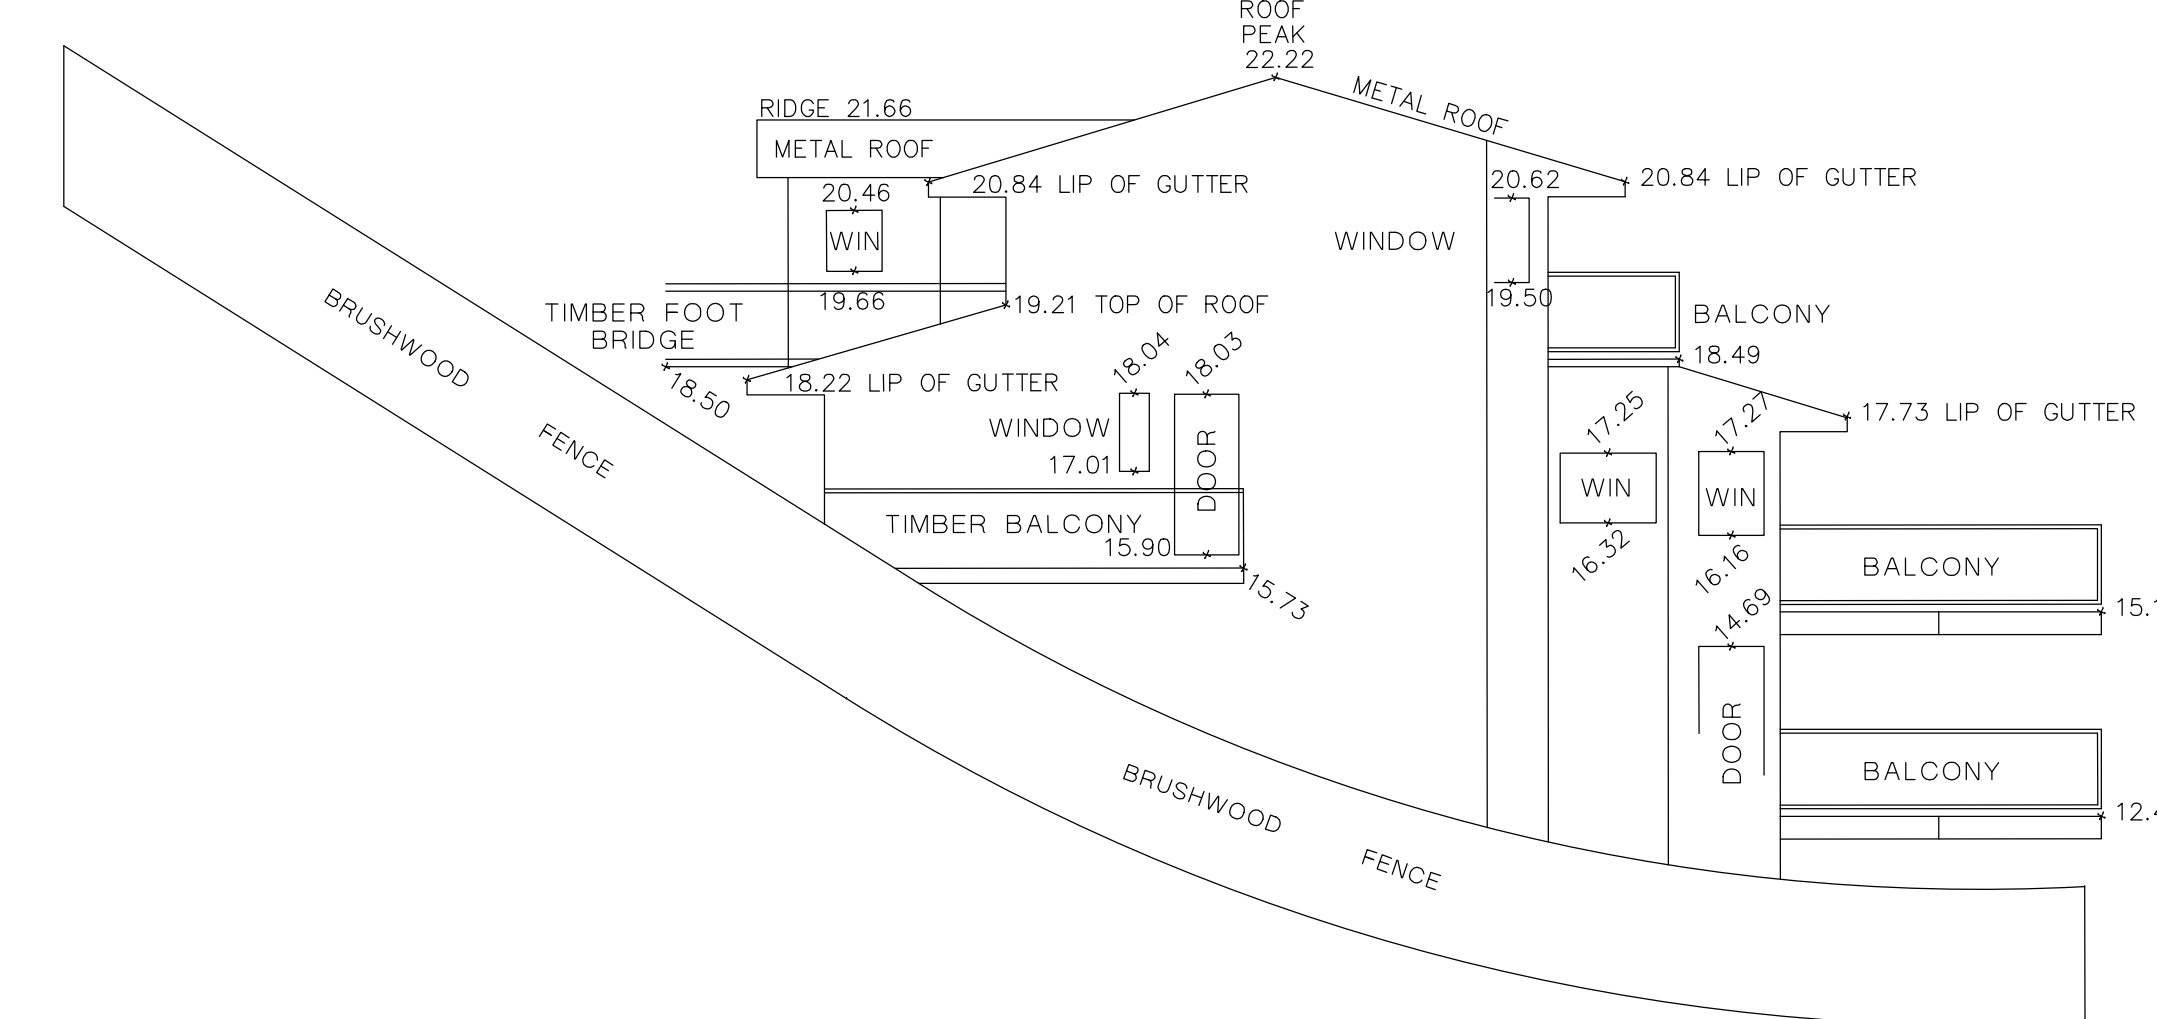 ROOF
PEAK
22.22
METAL ROOF
RIDGE 21.66
METAL ROOF
20.46
20.84 LIP OF GUTTER
20.62
20.84 LIP OF GUTTER
WIN
WINDOW
19.66
19.50
TIMBER FOOT
BRIDGE
19.21 TOP OF ROOF
BALCONY
18.49
18.50
18.22 LIP OF GUTTER
18.04
18.03
17.25
17.27
17.73 LIP OF GUTTER
WINDOW
17.01
DOOR
WIN
WIN
TIMBER BALCONY
15.90
15.73
16.32
16.16
BALCONY
15.1
14.69
DOOR
BALCONY
12.4
BRUSHWOOD
FENCE
BRUSHWOOD
FENCE